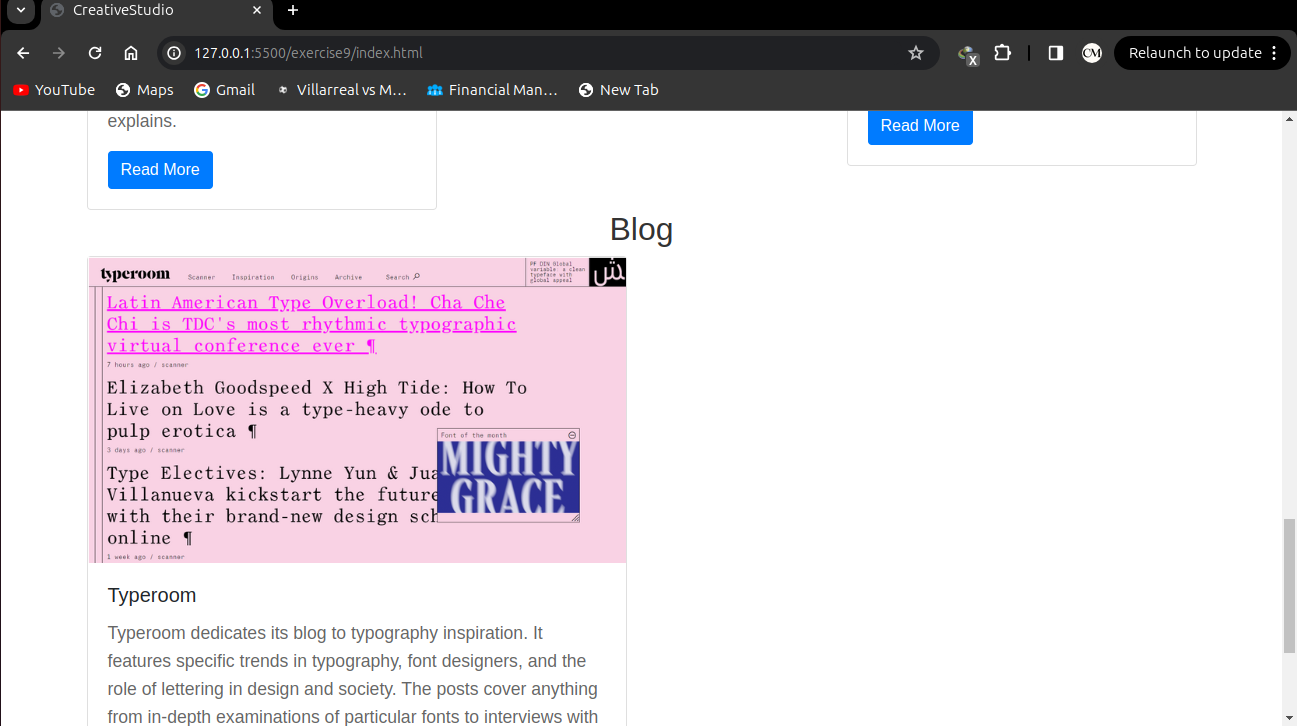 CreativeStudio
127.0.0.1:5500/exercise9/index.html
Relaunch to update
YouTube
Maps
Gmail
Villarreal vs M...
Financial Man...
New Tab
explains.
Read More
Read More
Blog
typeroom
Scanner
Inspiration
Origins
Archive
Search
PF DIN Global
variable: a clean
typeface with
global appeal
ش
Latin American Type Overload! Cha Che
Chi is TDC's most rhythmic typographic
virtual conference ever ¶
7 hours ago / scanner
Elizabeth Goodspeed X High Tide: How To
Live on Love is a type-heavy ode to
pulp erotica ¶
3 days ago / scanner
Font of the month
MIGHTY
GRACE
Type Electives: Lynne Yun & Jua
Villanueva kickstart the future
with their brand-new design sch
online ¶
1 week ago / scanner
Typeroom
Typeroom dedicates its blog to typography inspiration. It
features specific trends in typography, font designers, and the
role of lettering in design and society. The posts cover anything
from in-depth examinations of particular fonts to interviews with